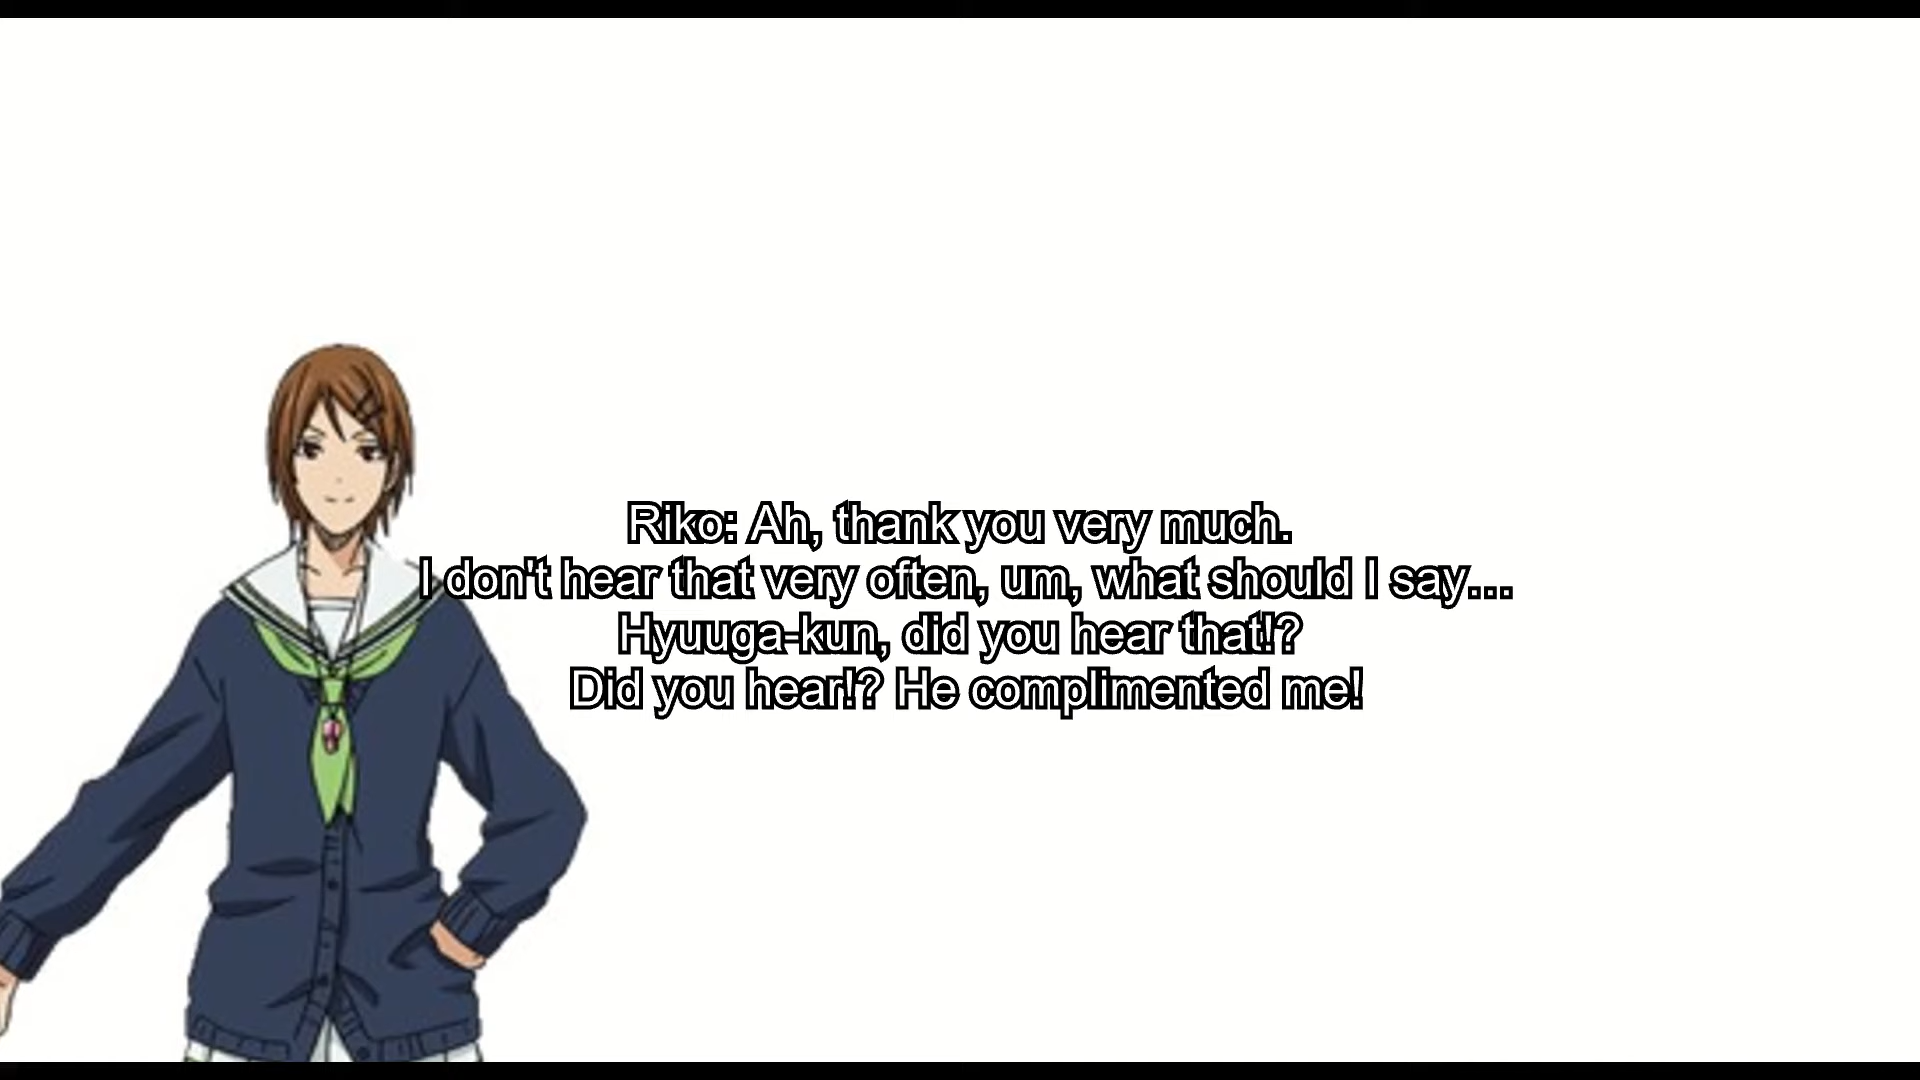 Riko: Ah, thank you very much.
I don't hear that very often, um, what should I say...
Hyuuga-kun, did you hear that!?
Did you hear!? He complimented me!